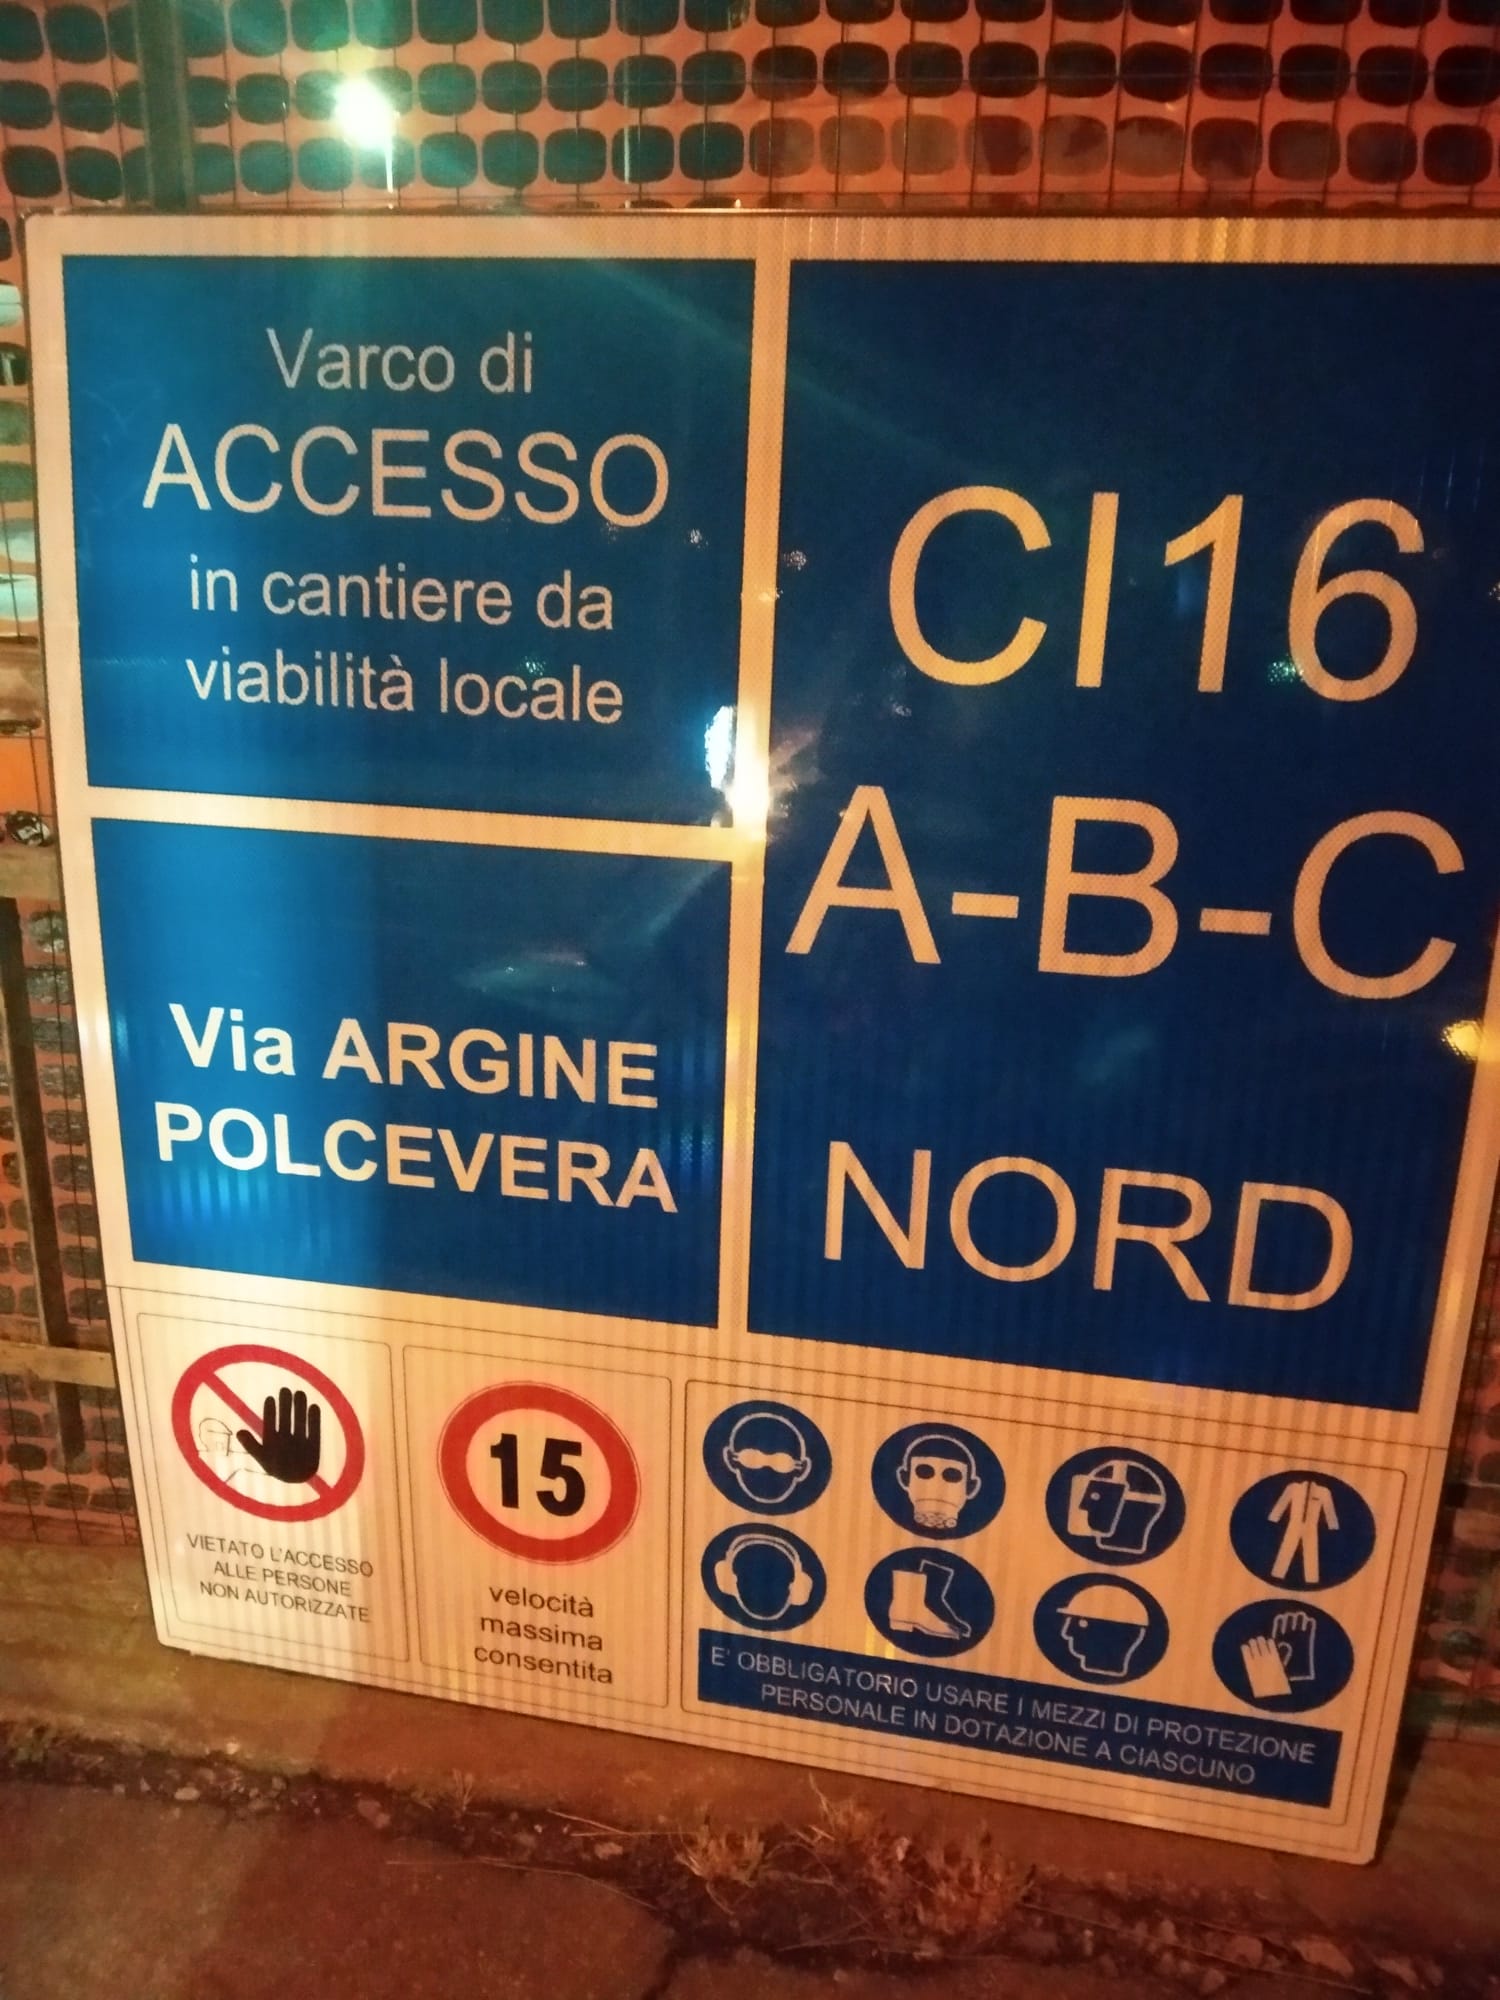 Varco di
ACCESSO
in cantiere da
viabilità locale
CI16
A-B-C
NORD
Via ARGINE
POLCEVERA
VIETATO L'ACCESSO
ALLE PERSONE
NON AUTORIZZATE
15
velocità
massima
consentita
E' OBBLIGATORIO USARE I MEZZI DI PROTEZIONE
PERSONALE IN DOTAZIONE A CIASCUNO